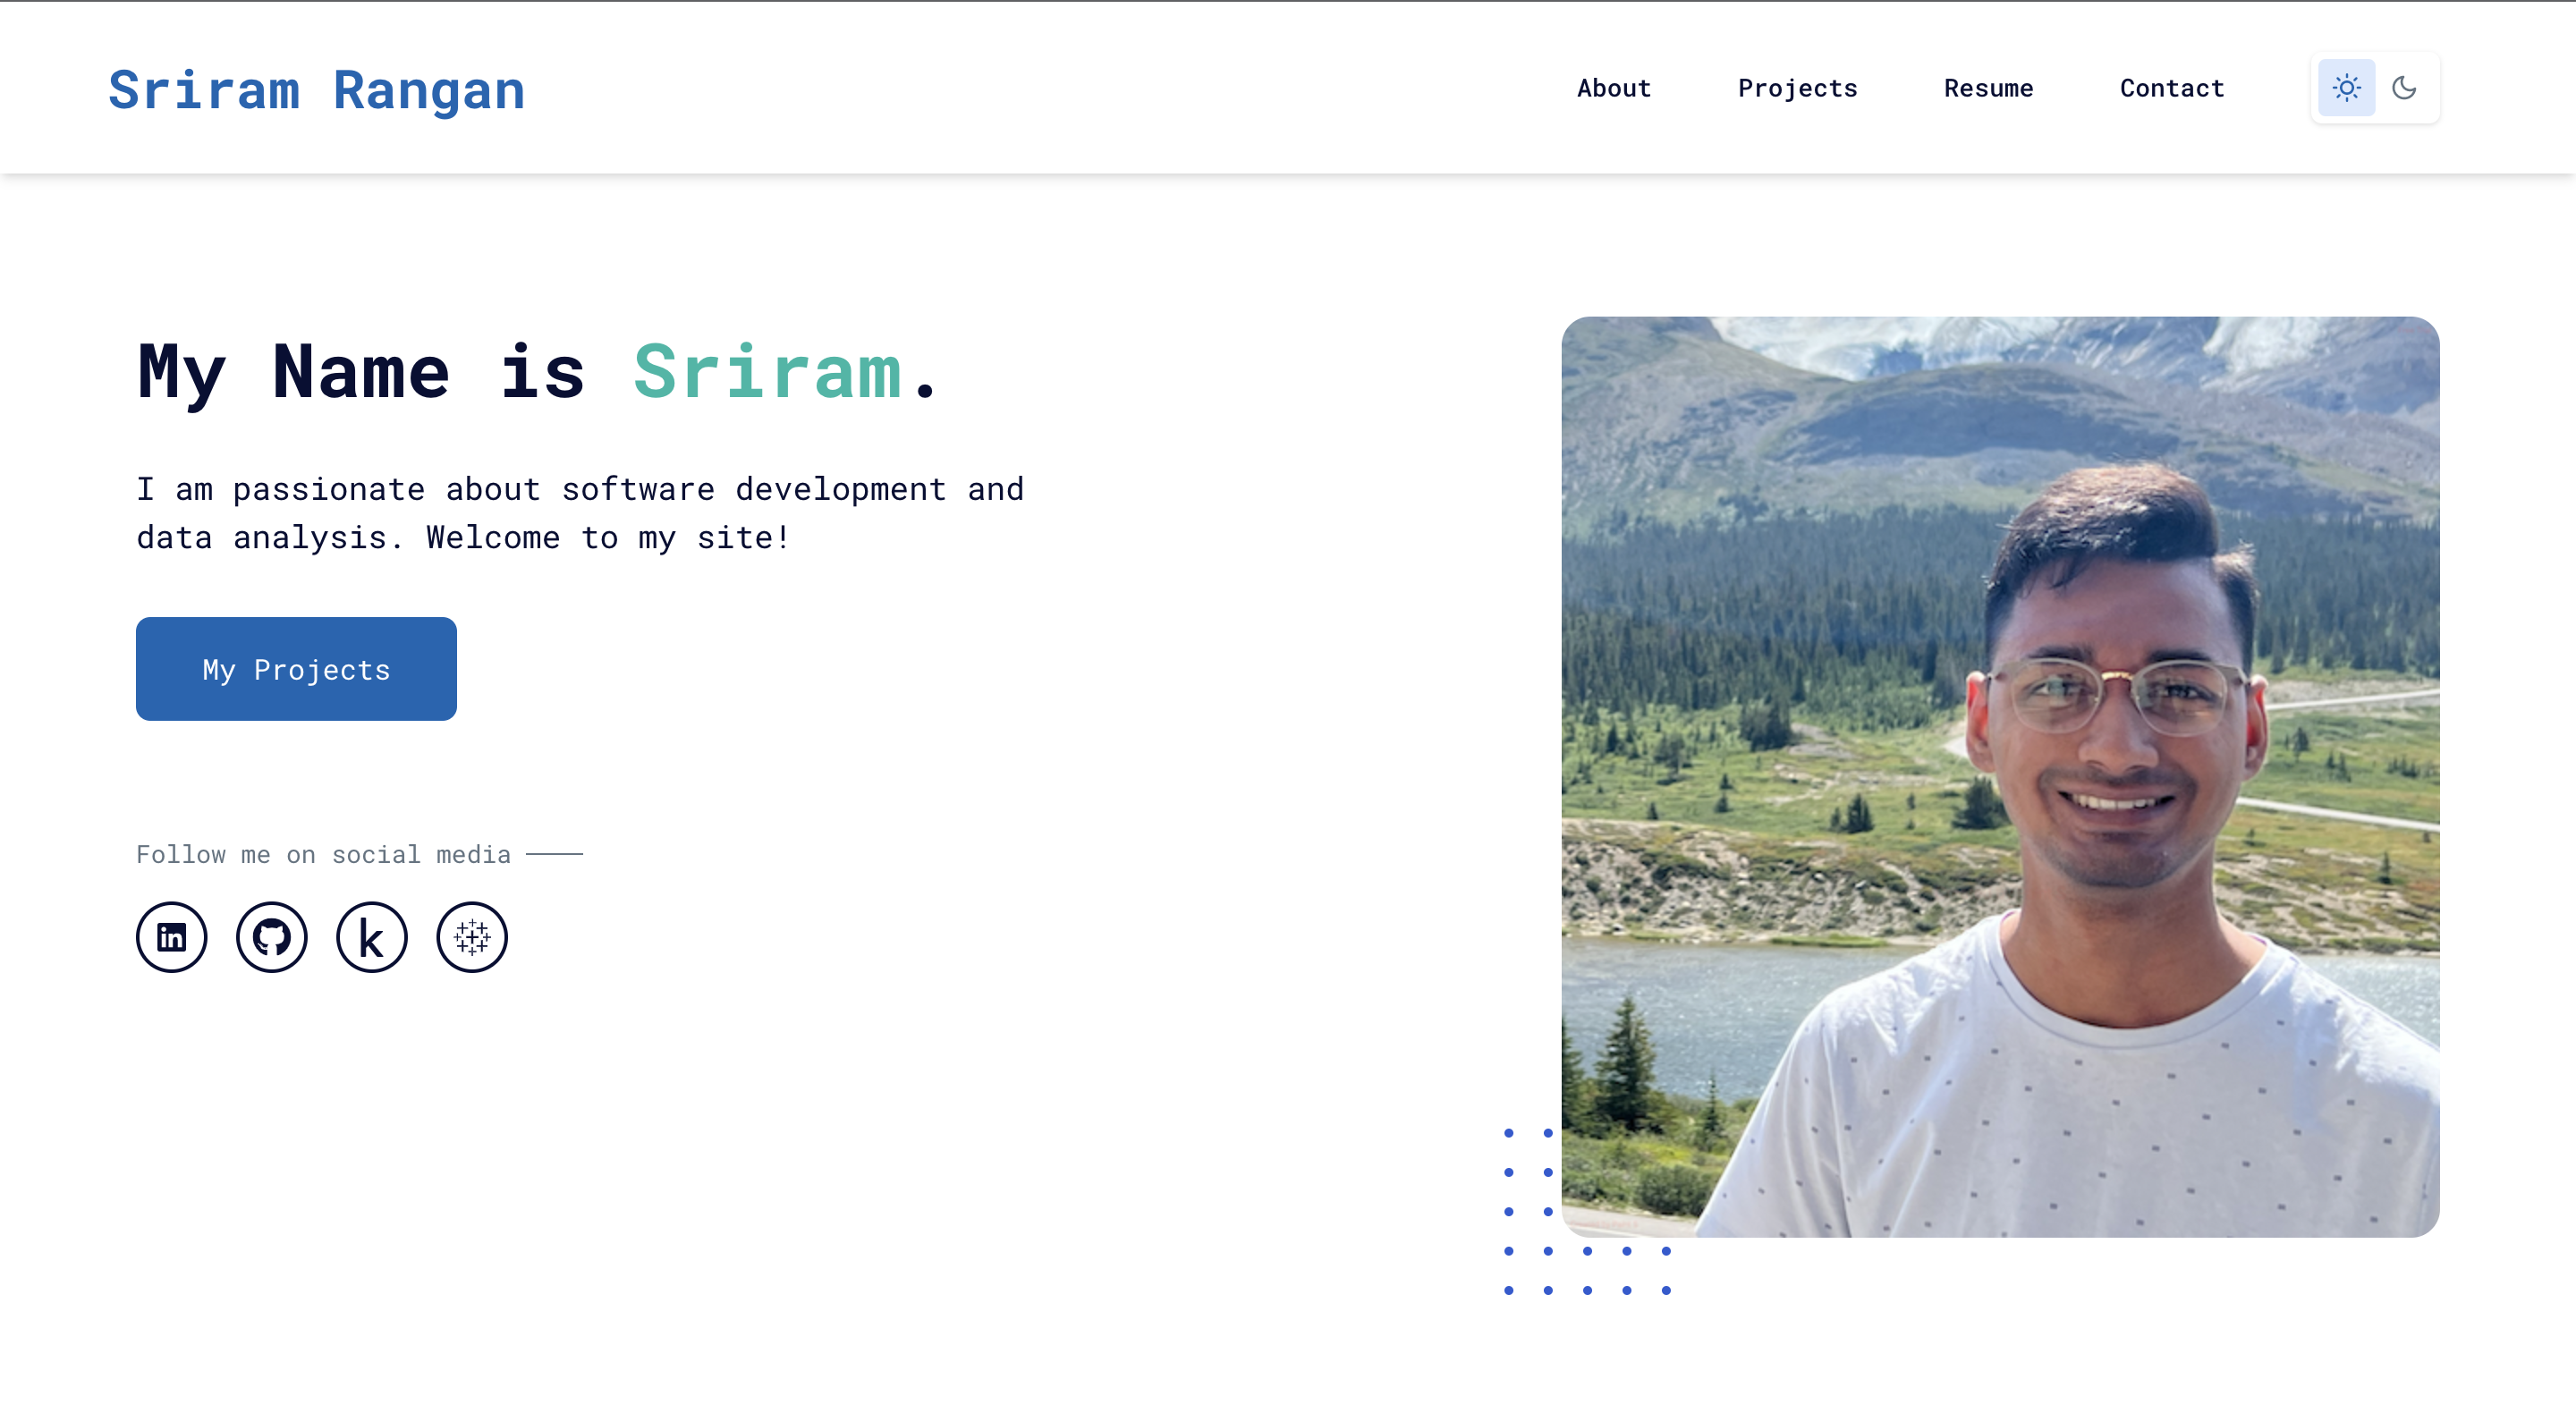 Sriram Rangan
About Projects Resume Contact
My Name is Sriram.
I am passionate about software development and
data analysis. Welcome to my site!
My Projects
Follow me on social media
in
k